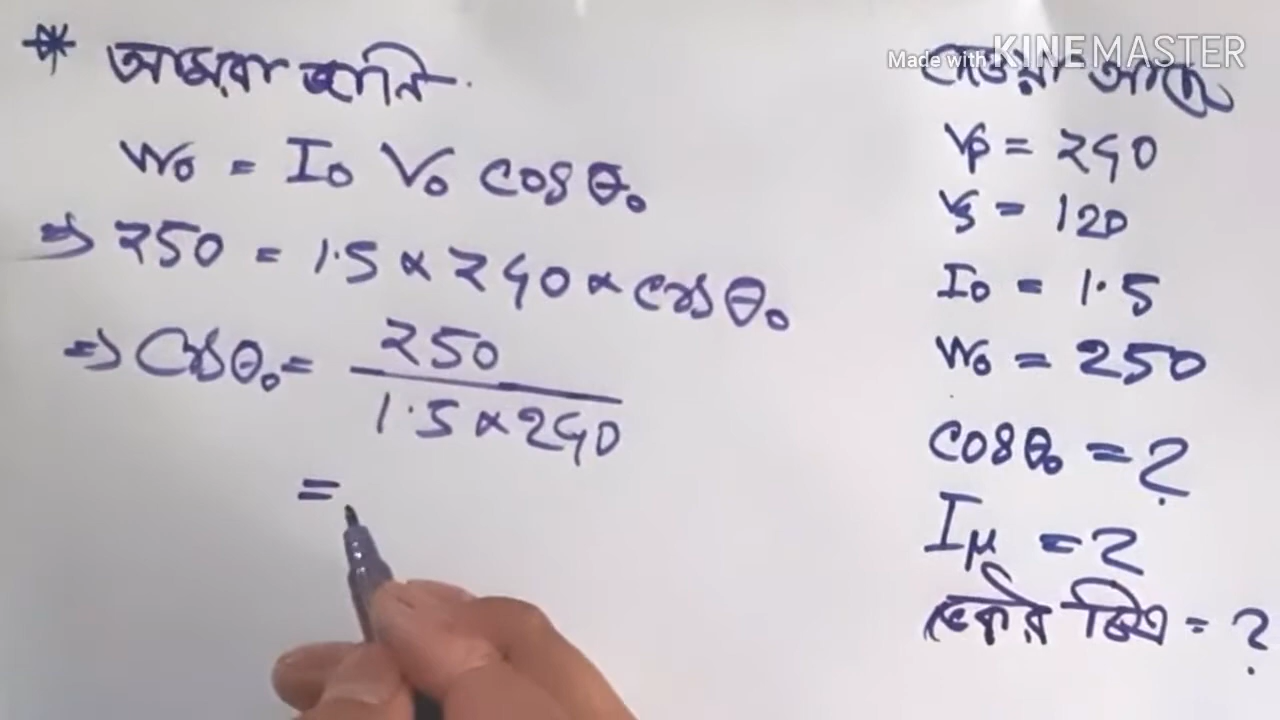 * আমরা জানি
W₀ = I₀ V₀ cosθ₀
⇒ 250 = 1.5 × 240 × cosθ₀
⇒ Cosθ₀ = 250 / 1.5 × 240
=
Made with KINEMASTER
দেওয়া আছে
Vp = 240
Vs = 120
I₀ = 1.5
W₀ = 250
cosθ₀ = ?
Iμ = ?
ভেক্টর চিত্র = ?